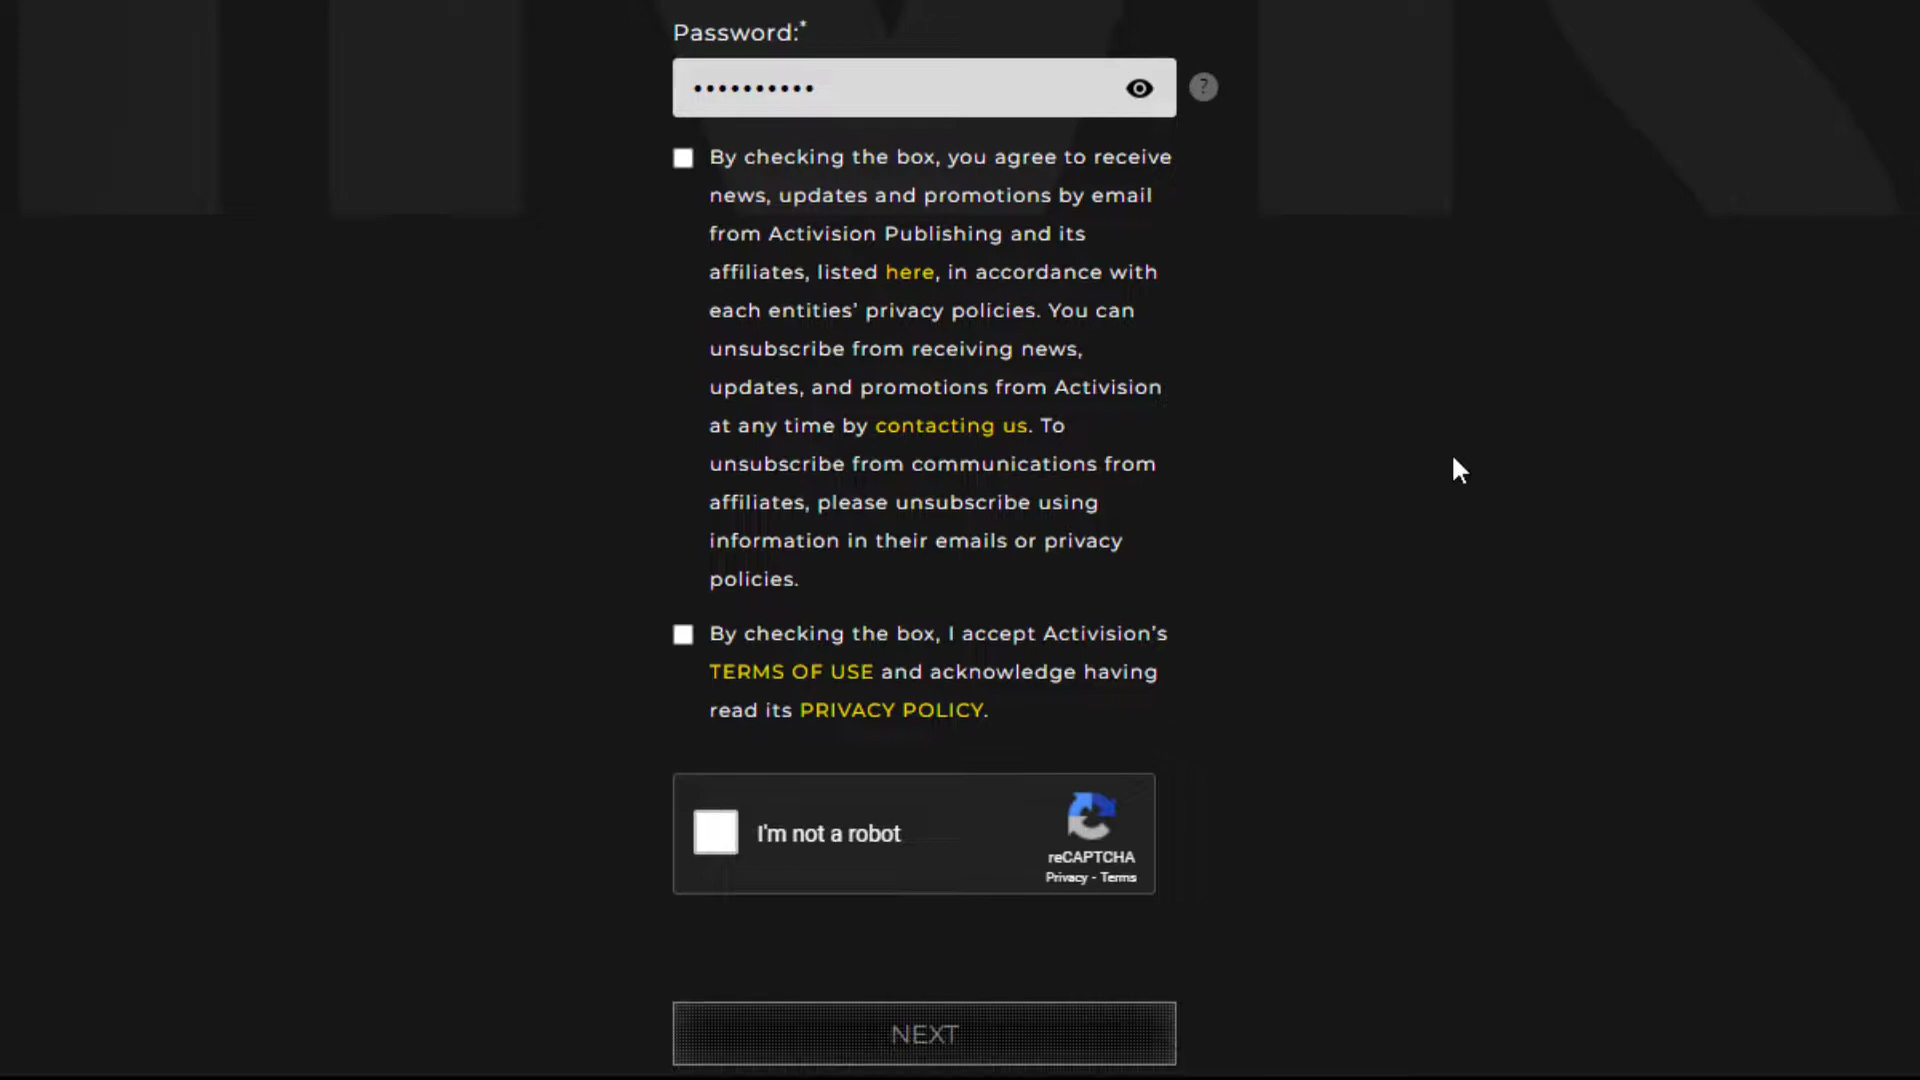 Password:*
••••••••••
?
By checking the box, you agree to receive
news, updates and promotions by email
from Activision Publishing and its
affiliates, listed here, in accordance with
each entities’ privacy policies. You can
unsubscribe from receiving news,
updates, and promotions from Activision
at any time by contacting us. To
unsubscribe from communications from
affiliates, please unsubscribe using
information in their emails or privacy
policies.
By checking the box, I accept Activision’s
TERMS OF USE and acknowledge having
read its PRIVACY POLICY.
I'm not a robot
reCAPTCHA
Privacy - Terms
NEXT